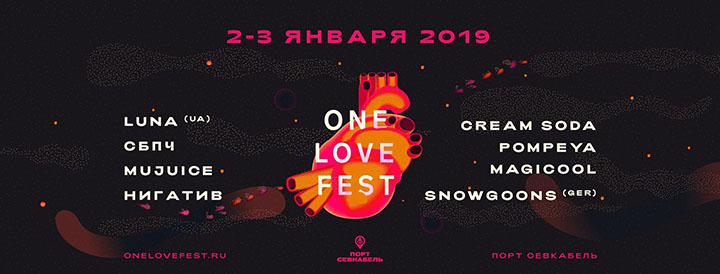 2-3 ЯНВАРЯ 2019
LUNA (UA)
СБПЧ
MUJUICE
НИГАТИВ
ONE
LOVE
FEST
CREAM SODA
POMPEYA
MAGICOOL
SNOWGOONS (GER)
ONELOVEFEST.RU
ПОРТ
СЕВКАБЕЛЬ
ПОРТ СЕВКАБЕЛЬ